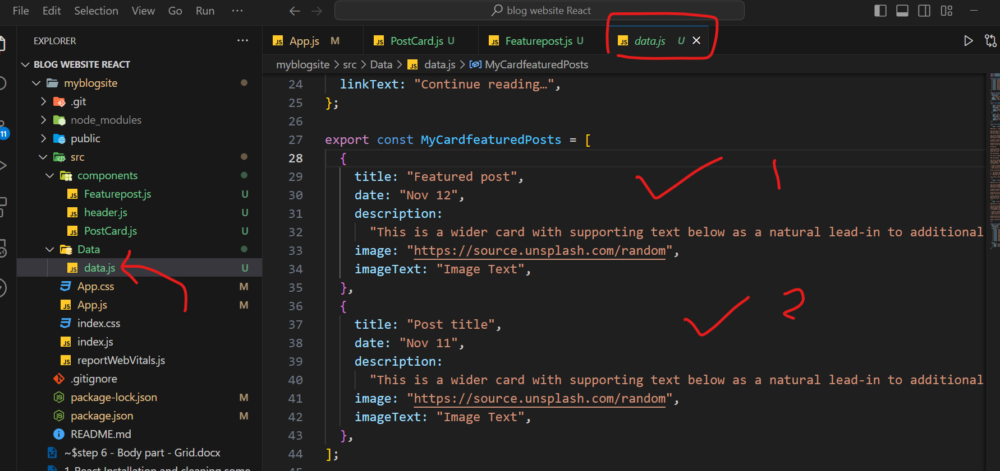 File Edit Selection View Go Run ··· blog website React
EXPLORER ···
BLOG WEBSITE REACT
myblogsite
.git
node_modules
11
public
src
components
Featurepost.js U
header.js U
PostCard.js U
Data
data.js U
App.css M
App.js M
index.css
index.js
reportWebVitals.js
.gitignore
package-lock.json M
package.json M
README.md
~$step 6 - Body part - Grid.docx
1-React Installation and cleaning some
App.js M PostCard.js U Featurepost.js U data.js U
myblogsite > src > Data > data.js > MyCardfeaturedPosts
24 linkText: "Continue reading…",
25 };
26
27 export const MyCardfeaturedPosts = [
28 {
29 title: "Featured post",
30 date: "Nov 12",
31 description:
32 "This is a wider card with supporting text below as a natural lead-in to additional
33 image: "https://source.unsplash.com/random",
34 imageText: "Image Text",
35 },
36 {
37 title: "Post title",
38 date: "Nov 11",
39 description:
40 "This is a wider card with supporting text below as a natural lead-in to additional
41 image: "https://source.unsplash.com/random",
42 imageText: "Image Text",
43 },
44 ];
1
2